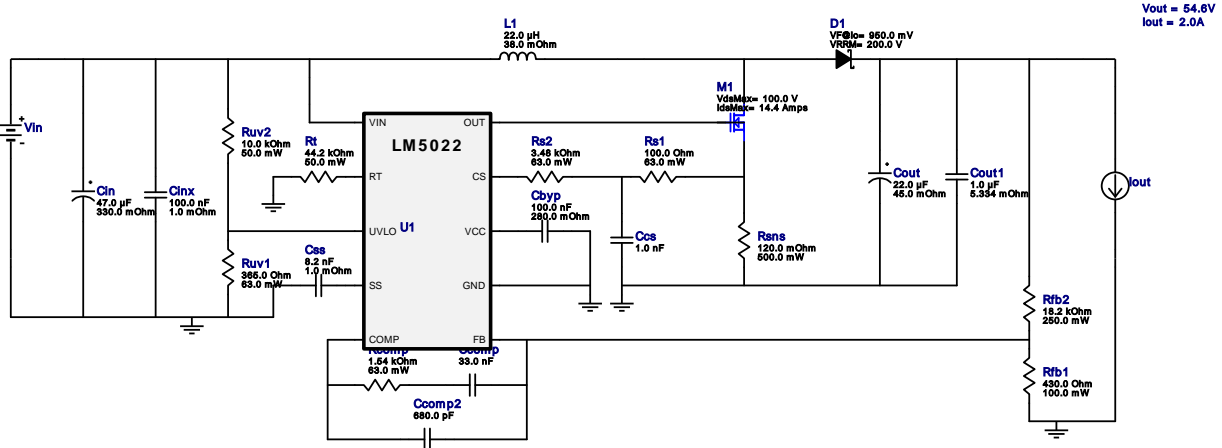 Vout = 54.6V
Iout = 2.0A
L1
22.0 µH
38.0 mOhm
D1
VF@Io= 950.0 mV
VRRM= 200.0 V
M1
VdsMax= 100.0 V
IdsMax= 14.4 Amps
Vin
Cin
47.0 µF
330.0 mOhm
Cinx
100.0 nF
1.0 mOhm
Ruv2
10.0 kOhm
50.0 mW
Ruv1
365.0 Ohm
63.0 mW
Rt
44.2 kOhm
50.0 mW
Css
8.2 nF
1.0 mOhm
VIN
OUT
LM5022
RT
CS
UVLO
U1
VCC
SS
GND
COMP
FB
Rs2
3.48 kOhm
63.0 mW
Rs1
100.0 Ohm
63.0 mW
Cbyp
100.0 nF
280.0 mOhm
Ccs
1.0 nF
Rsns
120.0 mOhm
500.0 mW
Cout
22.0 µF
45.0 mOhm
Cout1
1.0 µF
5.334 mOhm
Iout
Rfb2
18.2 kOhm
250.0 mW
Rfb1
430.0 Ohm
100.0 mW
Rcomp
1.54 kOhm
63.0 mW
Ccomp
33.0 nF
Ccomp2
680.0 pF